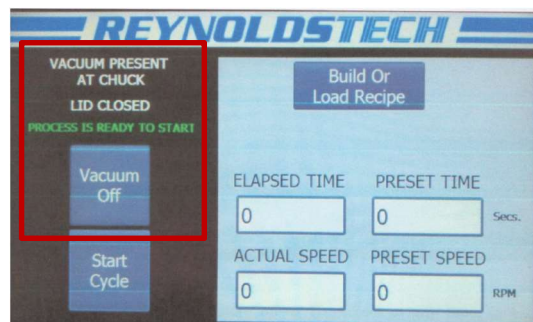 REYNOLDSTECH
VACUUM PRESENT
AT CHUCK
LID CLOSED
PROCESS IS READY TO START
Vacuum
Off
Start
Cycle
Build Or
Load Recipe
ELAPSED TIME PRESET TIME
0 0 Secs.
ACTUAL SPEED PRESET SPEED
0 0 RPM